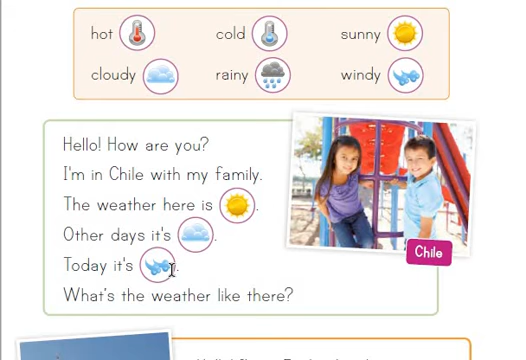 hot cold sunny
cloudy rainy windy
Hello! How are you?
I'm in Chile with my family.
The weather here is .
Other days it's .
Today it's .
What's the weather like there?
Chile